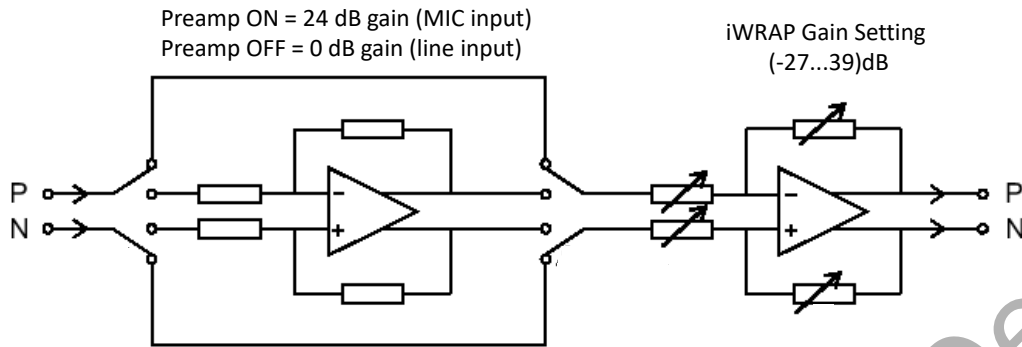 Preamp ON = 24 dB gain (MIC input)
Preamp OFF = 0 dB gain (line input)
iWRAP Gain Setting
(-27...39)dB
P
N
−
+
−
+
P
N